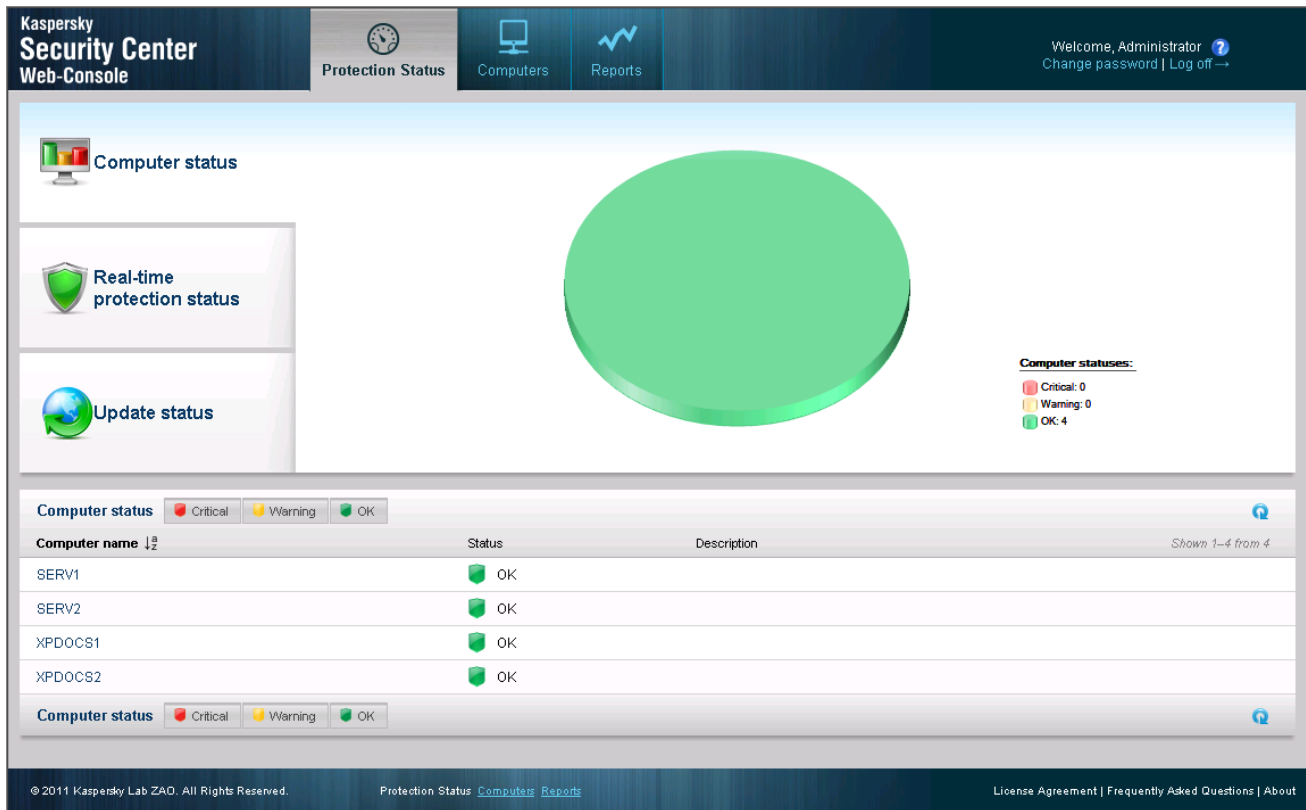 Kaspersky
Security Center
Web-Console
Protection Status
Computers
Reports
Welcome, Administrator ?
Change password | Log off→
Computer status
Real-time
protection status
Update status
Computer statuses:
Critical: 0
Warning: 0
OK: 4
Computer status Critical Warning OK
Computer name ↓a/z Status Description Shown 1–4 from 4
SERV1 OK
SERV2 OK
XPDOCS1 OK
XPDOCS2 OK
Computer status Critical Warning OK
© 2011 Kaspersky Lab ZAO. All Rights Reserved. Protection Status Computers Reports License Agreement | Frequently Asked Questions | About